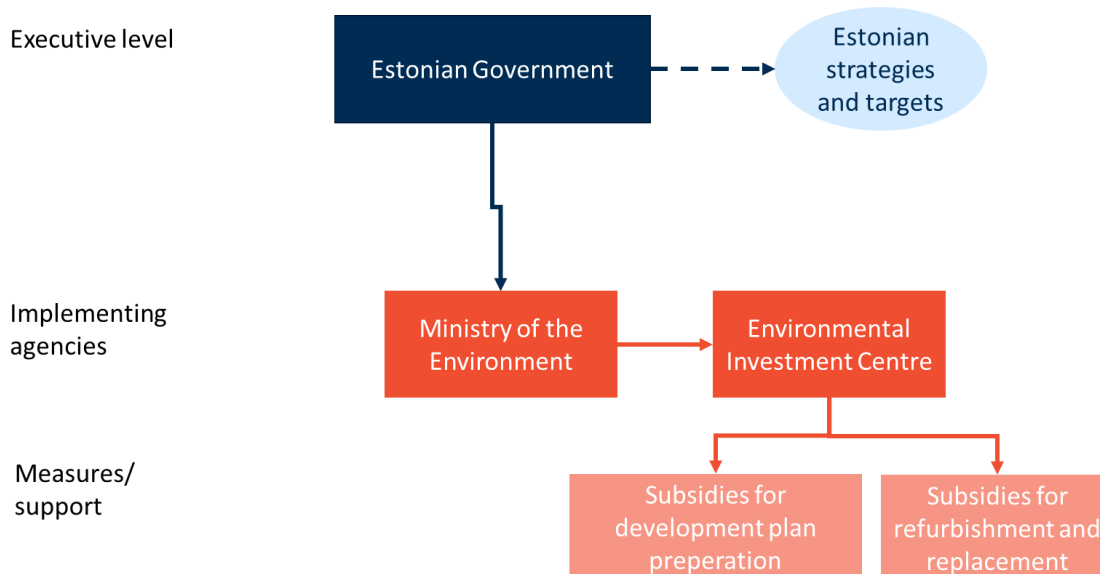 Executive level
Estonian Government
Estonian
strategies
and targets
Implementing
agencies
Ministry of the
Environment
Environmental
Investment Centre
Measures/
support
Subsidies for
development plan
preperation
Subsidies for
refurbishment and
replacement